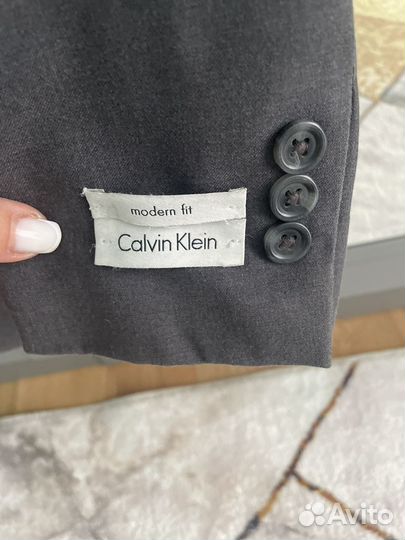 modern fit
Calvin Klein
Avito